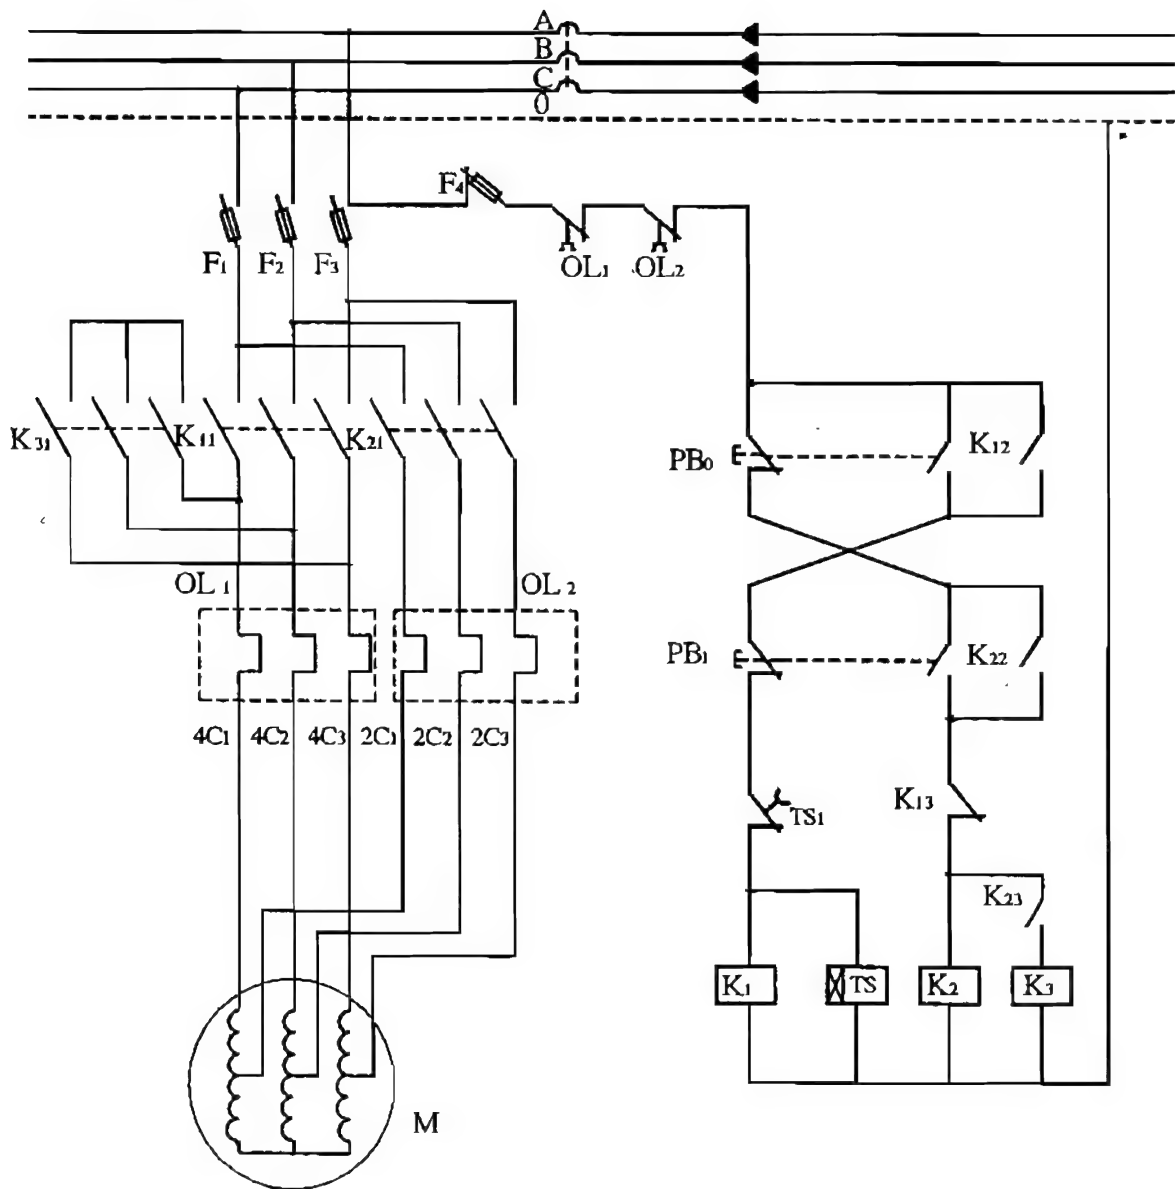 A
B
C
0
F₄
F₁ F₂ F₃
OL₁ OL₂
K₃₁ K₁₁ K₂₁
PB₀ K₁₂
OL₁ OL₂
PB₁ K₂₂
4C₁ 4C₂ 4C₃ 2C₁ 2C₂ 2C₃
TS₁ K₁₃
K₂₃
K₁ TS K₂ K₃
M